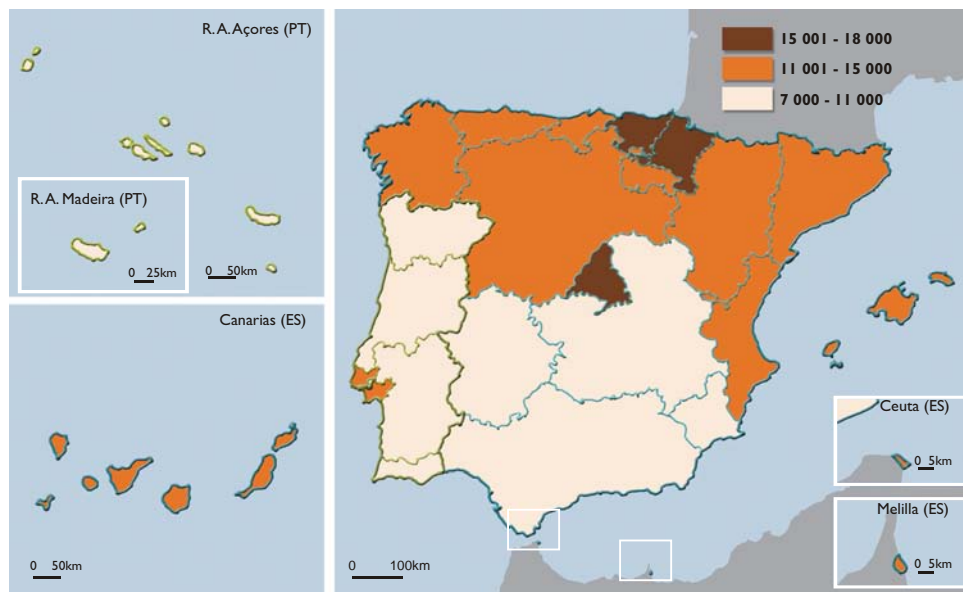 R.A.Açores (PT)
R.A. Madeira (PT)
0 25km
0 50km
Canarias (ES)
0 50km
15 001 - 18 000
11 001 - 15 000
7 000 - 11 000
Ceuta (ES)
0 5km
Melilla (ES)
0 5km
0 100km